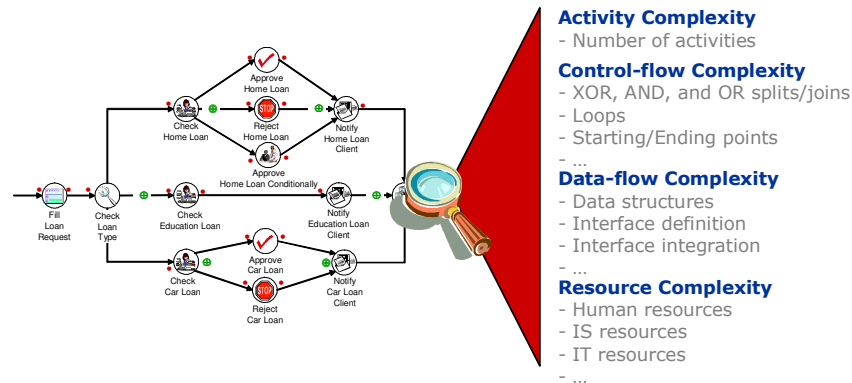 Approve
Home Loan
Check
Home Loan
STOP
Reject
Home Loan
Notify
Home Loan
Client
Approve
Home Loan Conditionally
Fill
Loan
Request
Check
Loan
Type
Check
Education Loan
Notify
Education Loan
Client
Check
Car Loan
Approve
Car Loan
STOP
Reject
Car Loan
Notify
Car Loan
Client
Activity Complexity
- Number of activities
Control-flow Complexity
- XOR, AND, and OR splits/joins
- Loops
- Starting/Ending points
- ...
Data-flow Complexity
- Data structures
- Interface definition
- Interface integration
- ...
Resource Complexity
- Human resources
- IS resources
- IT resources
- ...